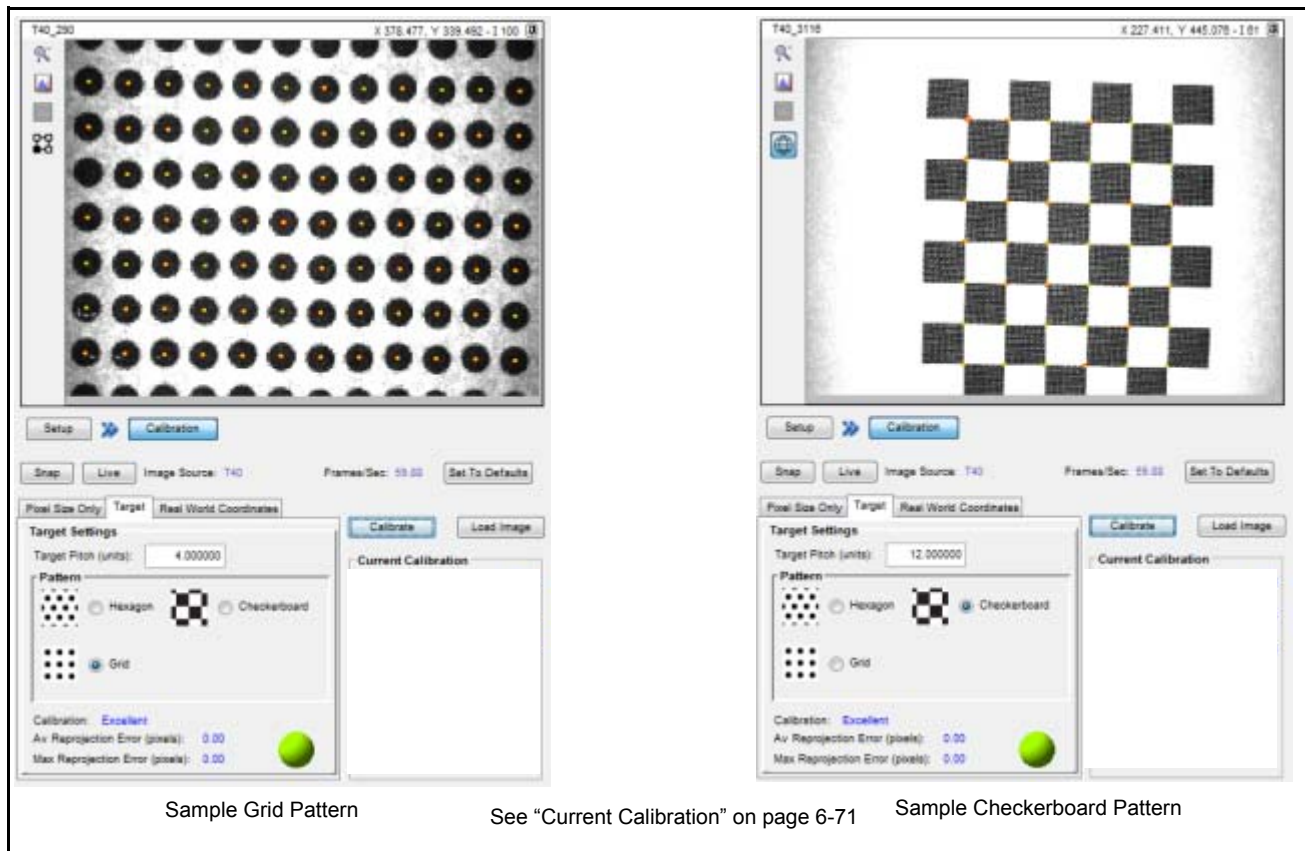 T40_280
X 378.477, Y 339.492 - I 100
Setup
Calibration
Snap
Live
Image Source: T40
Frames/Sec:
Set To Defaults
Pixel Size Only
Target
Real World Coordinates
Target Settings
Target Pitch (units): 4.000000
Pattern
Hexagon
Checkerboard
Grid
Calibration: Excellent
Av Reprojection Error (pixels): 0.00
Max Reprojection Error (pixels): 0.00
Calibrate
Load Image
Current Calibration
Sample Grid Pattern
See “Current Calibration” on page 6-71
T40_3116
X 227.411, Y 445.078 - I 81
Setup
Calibration
Snap
Live
Image Source: T40
Frames/Sec:
Set To Defaults
Pixel Size Only
Target
Real World Coordinates
Target Settings
Target Pitch (units): 12.000000
Pattern
Hexagon
Checkerboard
Grid
Calibration: Excellent
Av Reprojection Error (pixels): 0.00
Max Reprojection Error (pixels): 0.00
Calibrate
Load Image
Current Calibration
Sample Checkerboard Pattern